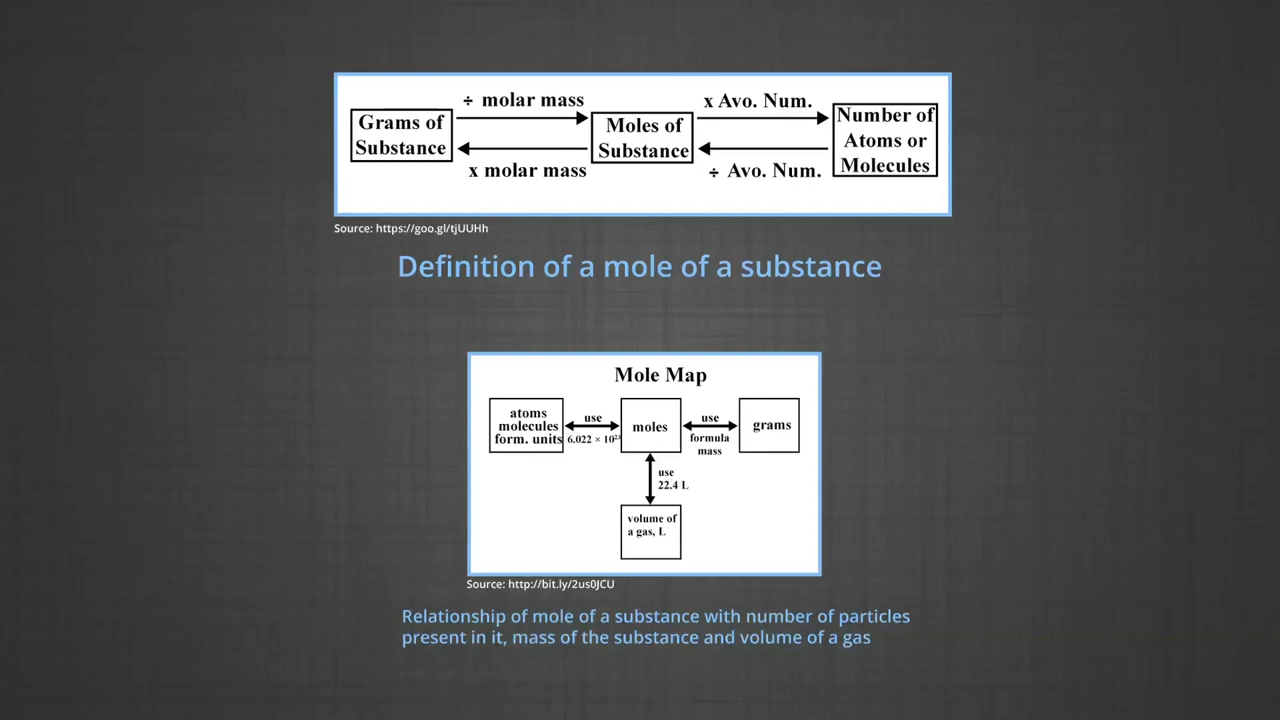 ÷ molar mass
x Avo. Num.
Grams of
Substance
Moles of
Substance
Number of
Atoms or
Molecules
x molar mass
÷ Avo. Num.
Source: https://goo.gl/tjUUHh
Definition of a mole of a substance
Mole Map
atoms
molecules
form. units
use
6.022 × 10²³
moles
use
formula
mass
grams
use
22.4 L
volume of
a gas, L
Source: http://bit.ly/2us0JCU
Relationship of mole of a substance with number of particles
present in it, mass of the substance and volume of a gas